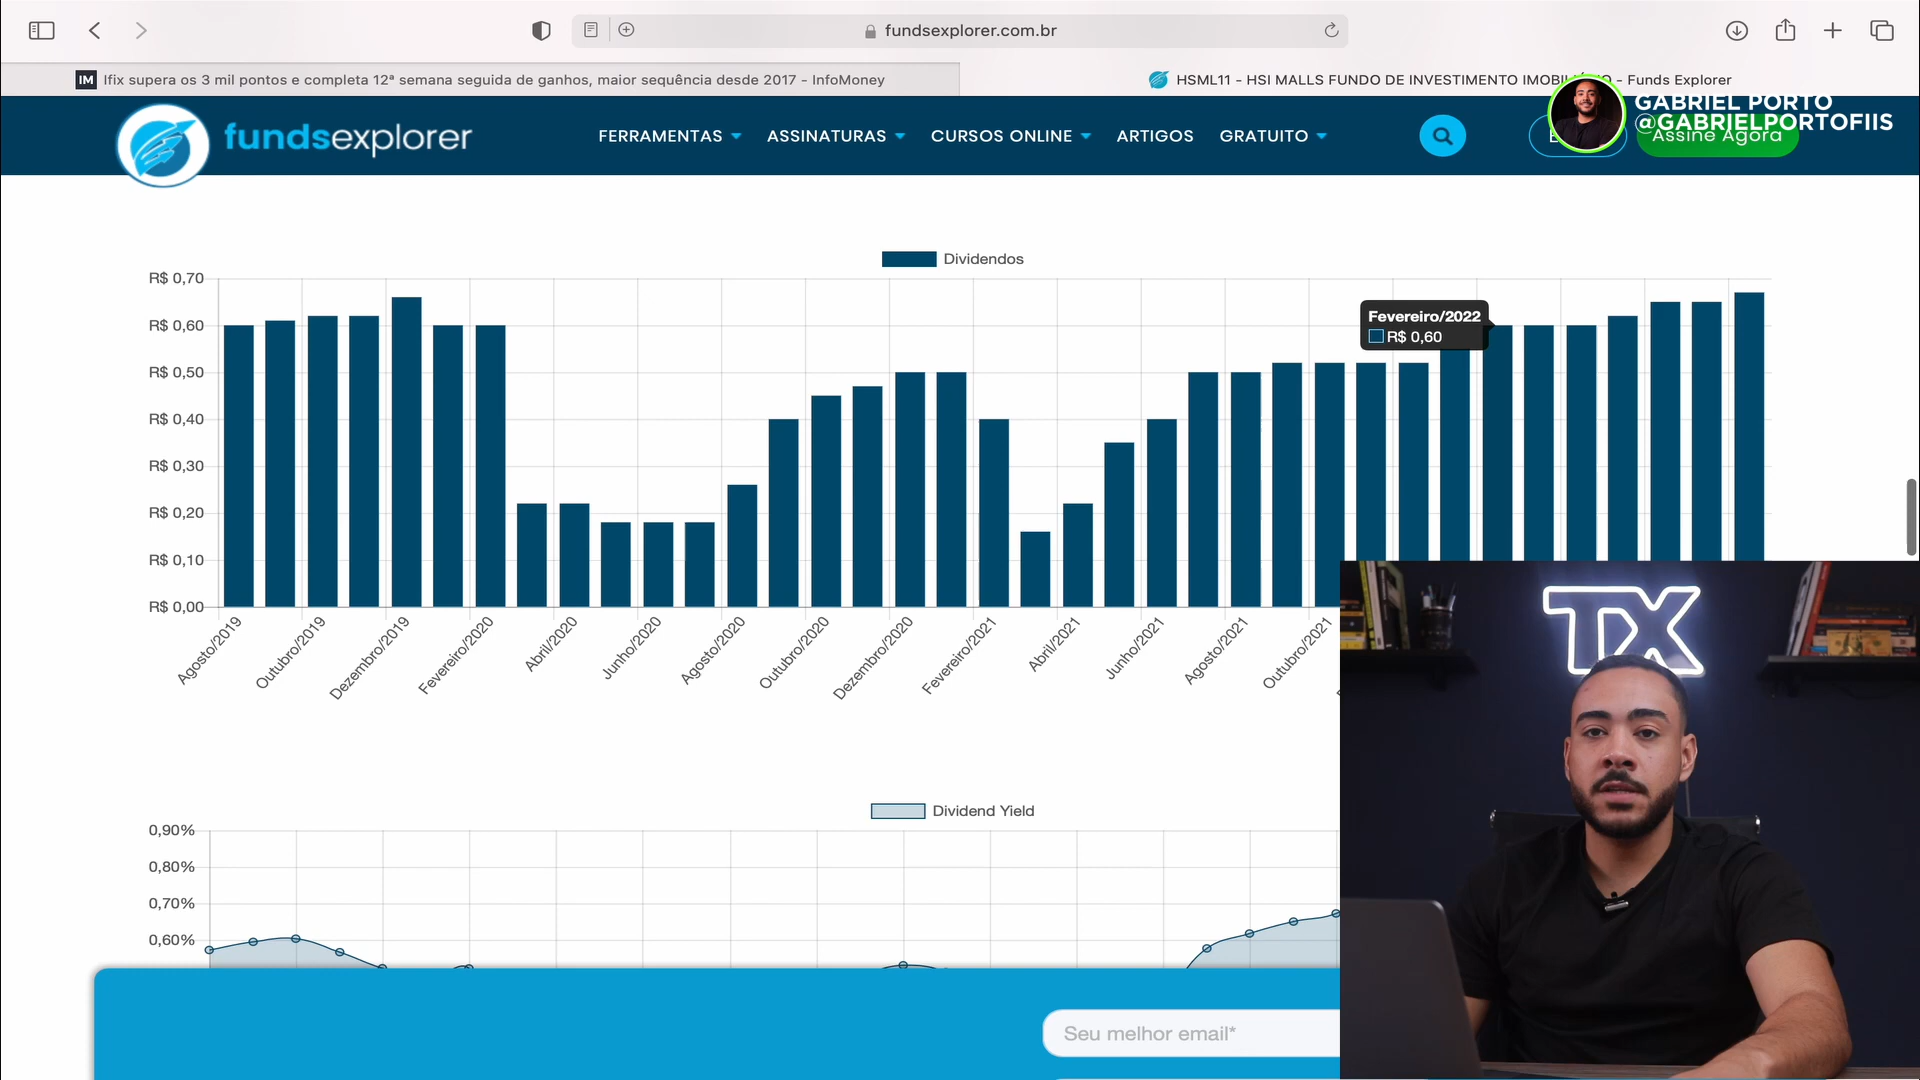 fundsexplorer.com.br
IM Ifix supera os 3 mil pontos e completa 12ª semana seguida de ganhos, maior sequência desde 2017 - InfoMoney
HSML11 - HSI MALLS FUNDO DE INVESTIMENTO - Funds Explorer
fundsexplorer
FERRAMENTAS
ASSINATURAS
CURSOS ONLINE
ARTIGOS
GRATUITO
GABRIEL PORTO
@GABRIELPORTOFIIS
Assine Agora
Dividendos
R$ 0,70
R$ 0,60
R$ 0,50
R$ 0,40
R$ 0,30
R$ 0,20
R$ 0,10
R$ 0,00
Fevereiro/2022
R$ 0,60
Agosto/2019
Outubro/2019
Dezembro/2019
Fevereiro/2020
Abril/2020
Junho/2020
Agosto/2020
Outubro/2020
Dezembro/2020
Fevereiro/2021
Abril/2021
Junho/2021
Agosto/2021
Outubro/2021
TX
Dividend Yield
0,90%
0,80%
0,70%
0,60%
Seu melhor email*